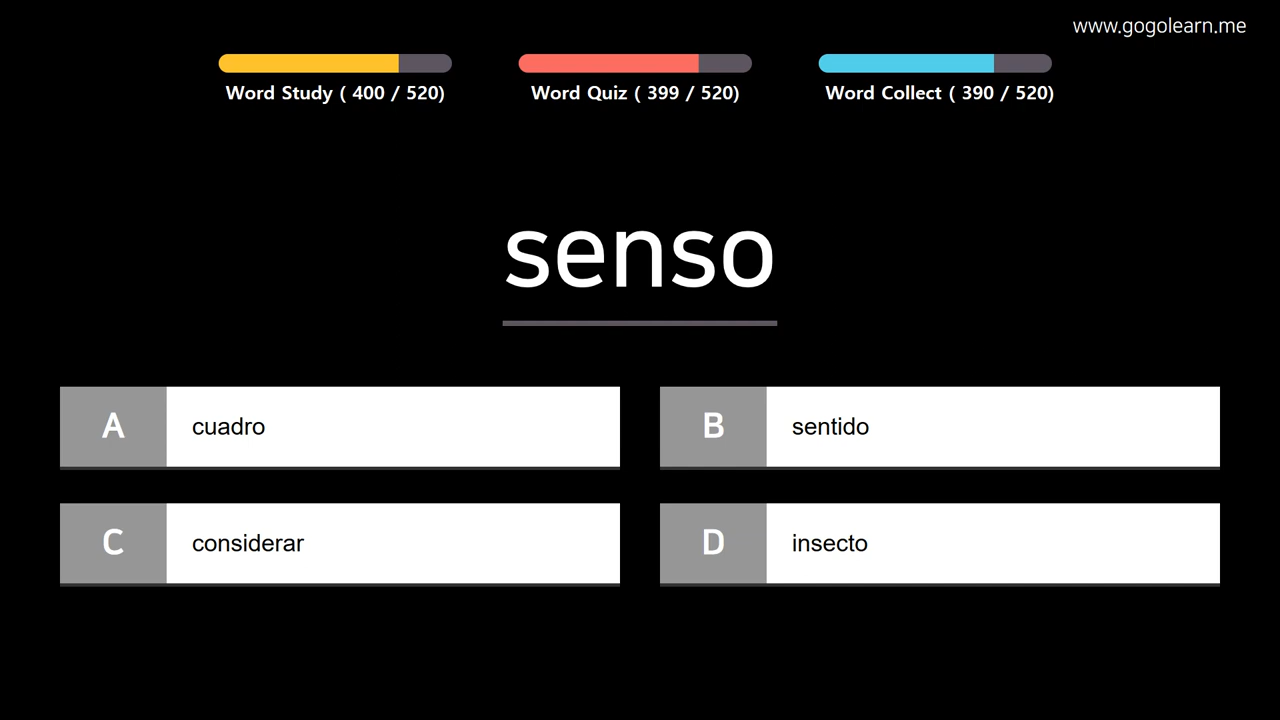 www.gogolearn.me
Word Study ( 400 / 520)
Word Quiz ( 399 / 520)
Word Collect ( 390 / 520)
senso
A cuadro
B sentido
C considerar
D insecto